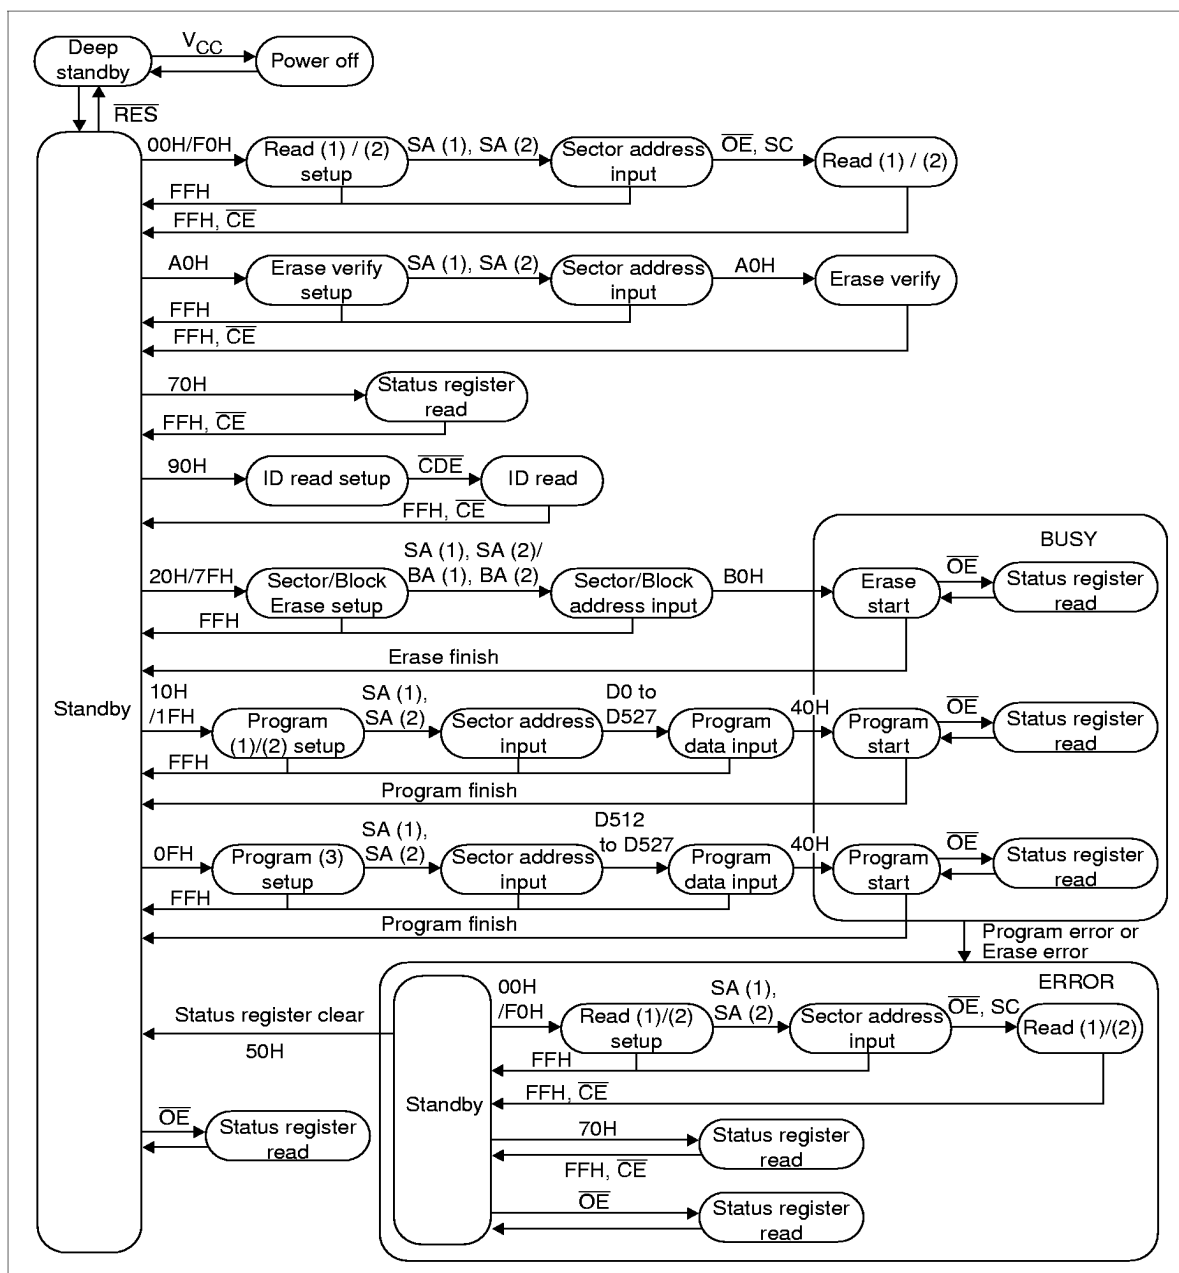 Deep
standby
VCC
Power off
RES
00H/F0H
Read (1) / (2)
setup
SA (1), SA (2)
Sector address
input
OE, SC
Read (1) / (2)
FFH
FFH, CE
A0H
Erase verify
setup
SA (1), SA (2)
Sector address
input
A0H
Erase verify
FFH
FFH, CE
70H
Status register
read
FFH, CE
90H
ID read setup
CDE
ID read
FFH, CE
BUSY
20H/7FH
Sector/Block
Erase setup
SA (1), SA (2)/
BA (1), BA (2)
Sector/Block
address input
B0H
Erase
start
OE
Status register
read
FFH
Erase finish
Standby
10H
/1FH
Program
(1)/(2) setup
SA (1),
SA (2)
Sector address
input
D0 to
D527
Program
data input
40H
Program
start
OE
Status register
read
FFH
Program finish
0FH
Program (3)
setup
SA (1),
SA (2)
Sector address
input
D512
to D527
Program
data input
40H
Program
start
OE
Status register
read
FFH
Program finish
Program error or
Erase error
ERROR
Status register clear
50H
Standby
00H
/F0H
Read (1)/(2)
setup
SA (1),
SA (2)
Sector address
input
OE, SC
Read (1)/(2)
FFH
FFH, CE
70H
Status register
read
FFH, CE
OE
Status register
read
OE
Status register
read